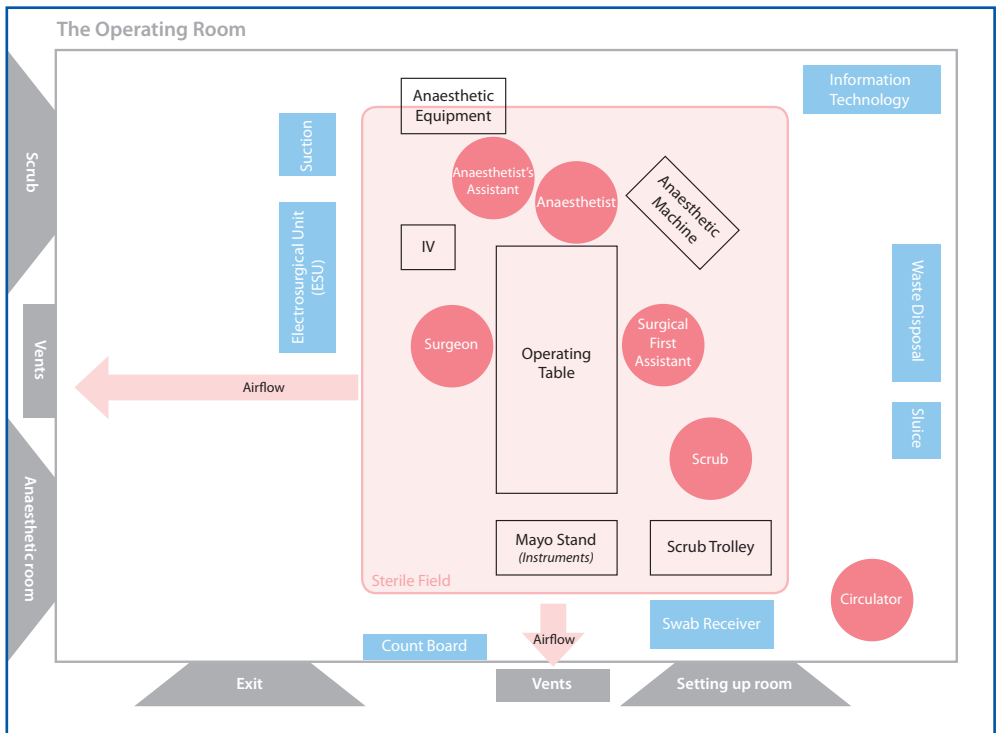 The Operating Room
Anaesthetic
Equipment
Information
Technology
Suction
Scrub
Anaesthetist's
Assistant
Anaesthetist
Anaesthetic
Machine
IV
Electrosurgical Unit
(ESU)
Waste Disposal
Surgeon
Operating
Table
Surgical
First
Assistant
Vents
Airflow
Sluice
Scrub
Anaesthetic room
Mayo Stand
(Instruments)
Scrub Trolley
Sterile Field
Circulator
Swab Receiver
Airflow
Count Board
Exit
Vents
Setting up room